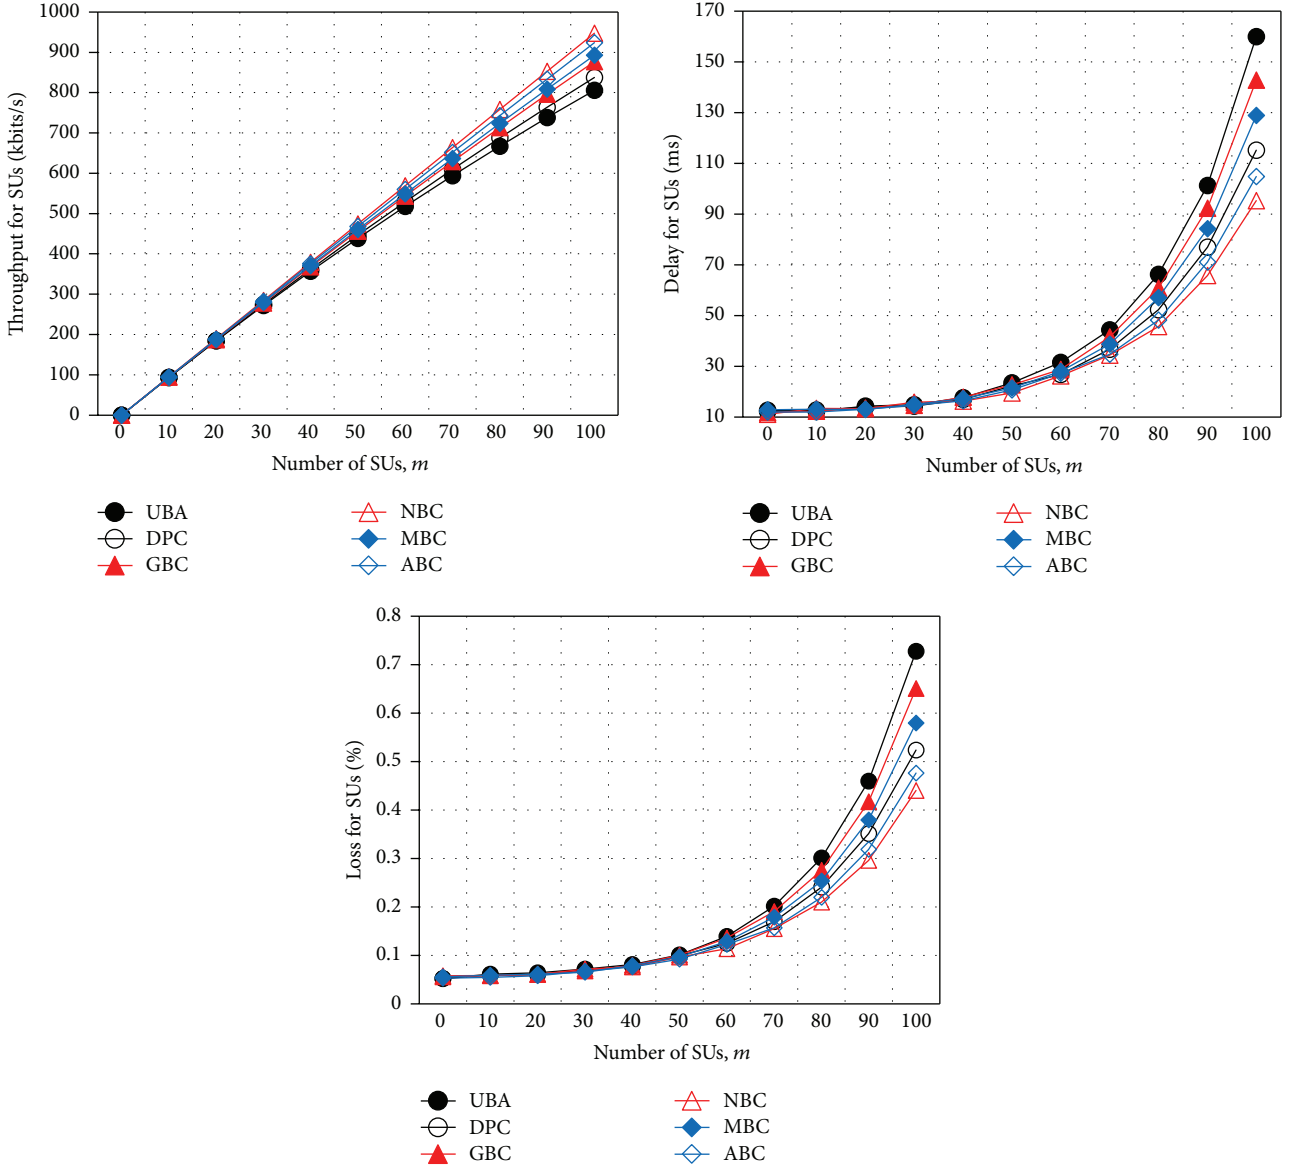 1000
900
800
700
600
500
400
300
200
100
0
Throughput for SUs (kbits/s)
0 10 20 30 40 50 60 70 80 90 100
Number of SUs, m
UBA NBC
DPC MBC
GBC ABC
170
150
130
110
90
70
50
30
10
Delay for SUs (ms)
0 10 20 30 40 50 60 70 80 90 100
Number of SUs, m
UBA NBC
DPC MBC
GBC ABC
0.8
0.7
0.6
0.5
0.4
0.3
0.2
0.1
0
Loss for SUs (%)
0 10 20 30 40 50 60 70 80 90 100
Number of SUs, m
UBA NBC
DPC MBC
GBC ABC